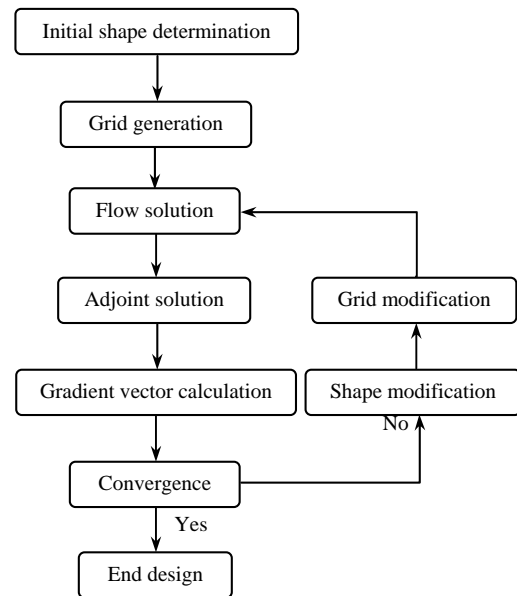 Initial shape determination
Grid generation
Flow solution
Adjoint solution
Grid modification
Gradient vector calculation
Shape modification
No
Convergence
Yes
End design